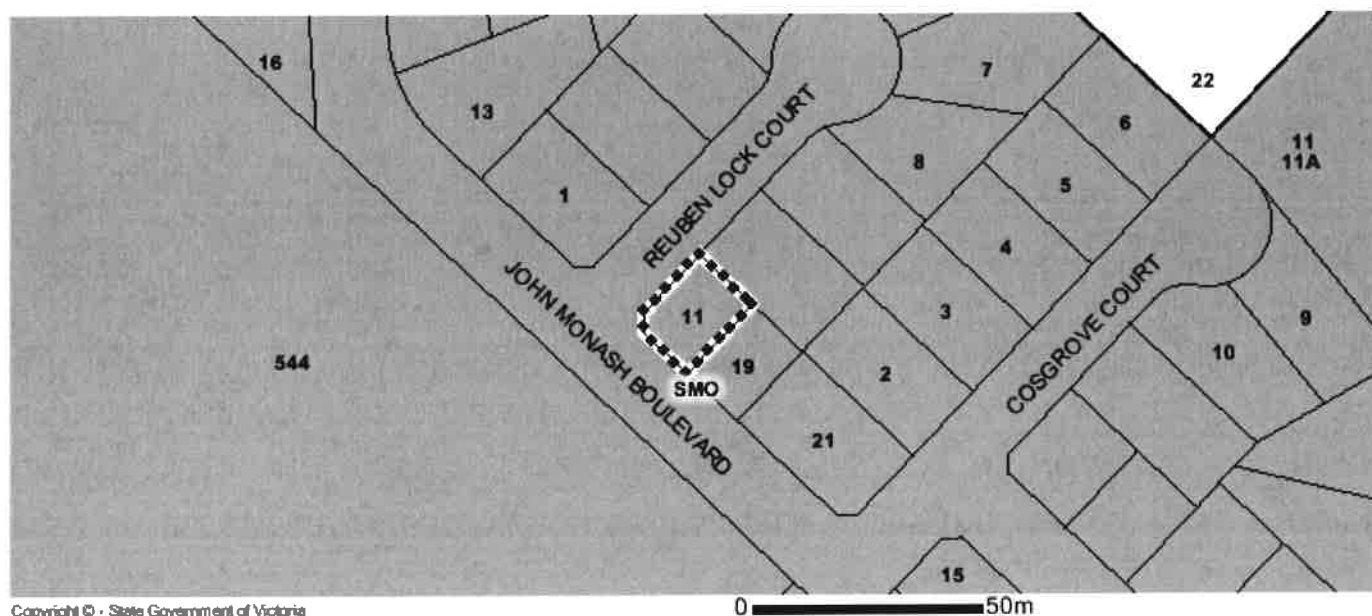 22
7
16
6
11
11A
13
8
5
REUBEN LOCK COURT
1
4
COSGROVE COURT
JOHN MONASH BOULEVARD
11
3
9
10
544
19
2
SMO
21
15
Copyright © - State Government of Victoria
0 50m